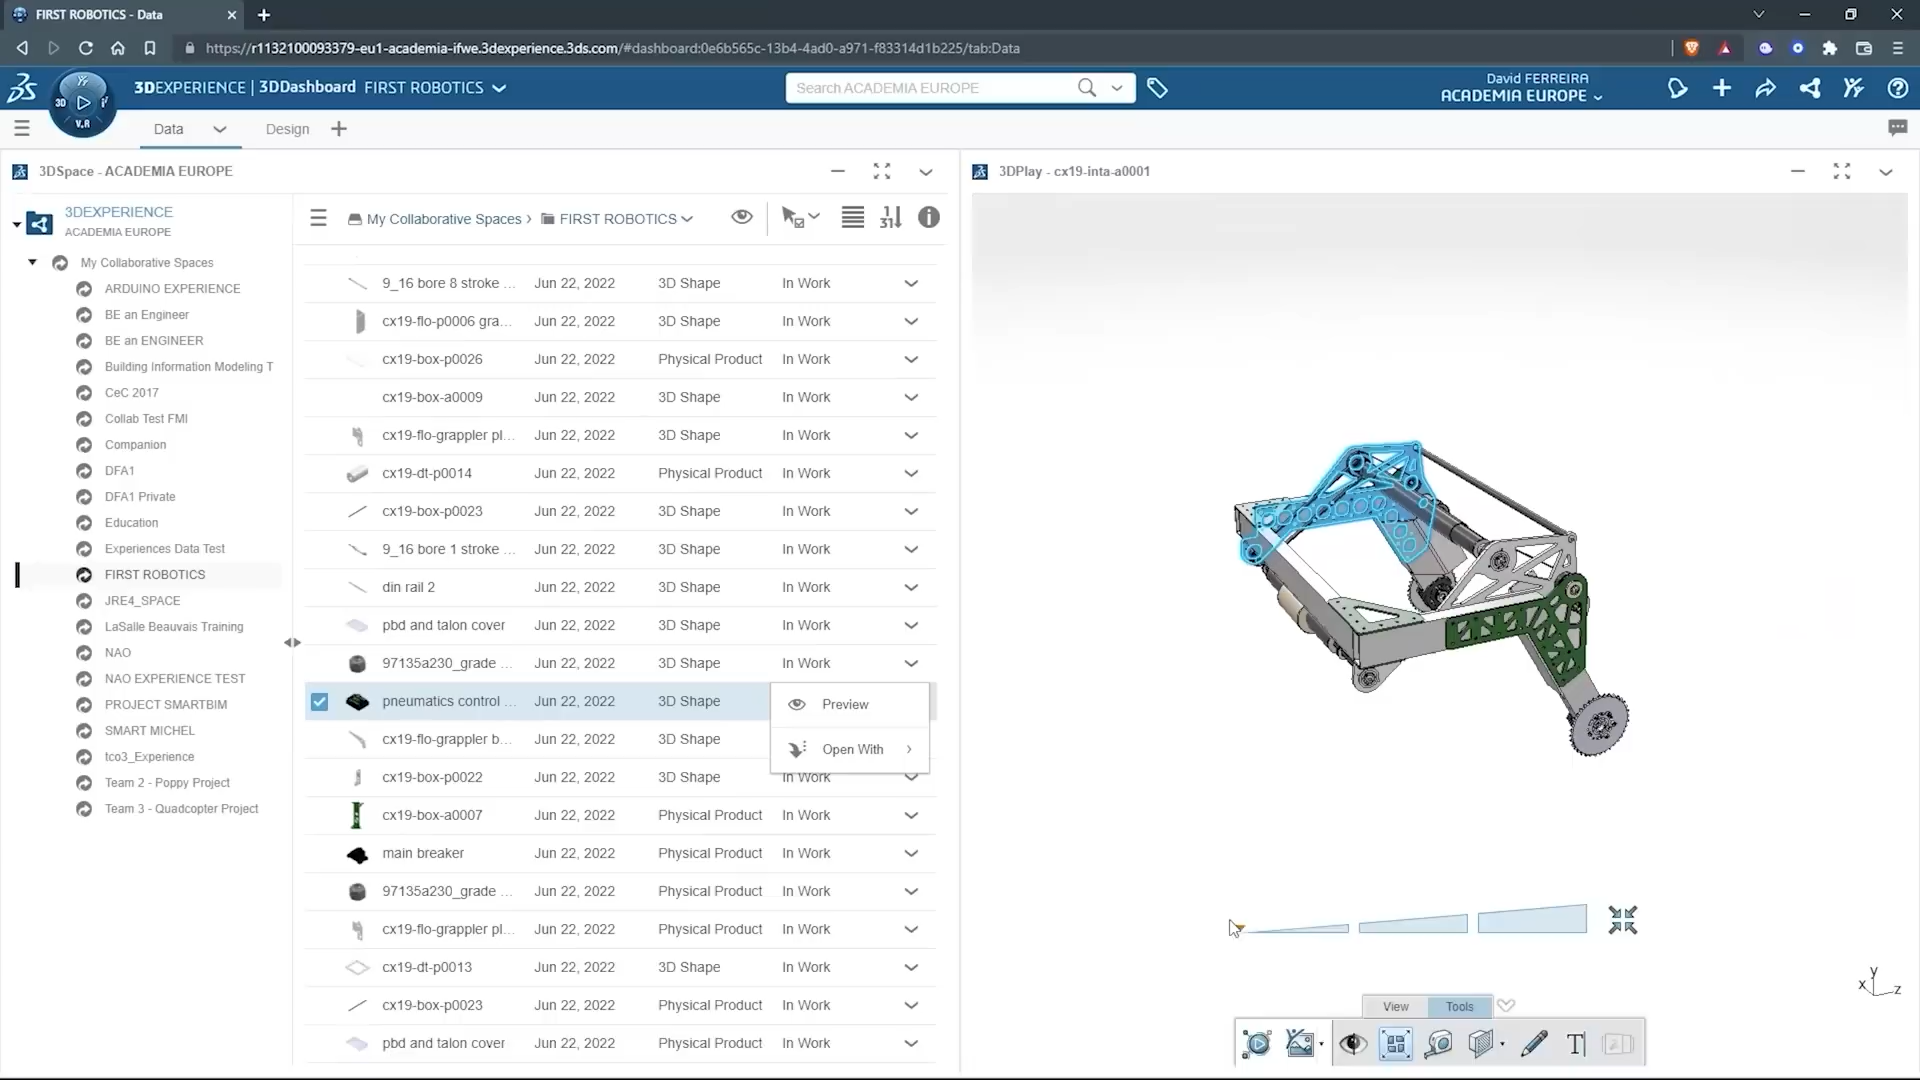 FIRST ROBOTICS - Data
https://r1132100093379-eu1-academia-ifwe.3dexperience.3ds.com/#dashboard:0e6b565c-13b4-4ad0-a971-f83314d1b225/tab:Data
3D
V.R
3DEXPERIENCE | 3DDashboard FIRST ROBOTICS
Search ACADEMIA EUROPE
David FERREIRA
ACADEMIA EUROPE
Data
Design
3DSpace - ACADEMIA EUROPE
3DEXPERIENCE
ACADEMIA EUROPE
My Collaborative Spaces
ARDUINO EXPERIENCE
BE an Engineer
BE an ENGINEER
Building Information Modeling T
CeC 2017
Collab Test FMI
Companion
DFA1
DFA1 Private
Education
Experiences Data Test
FIRST ROBOTICS
JRE4_SPACE
LaSalle Beauvais Training
NAO
NAO EXPERIENCE TEST
PROJECT SMARTBIM
SMART MICHEL
tco3_Experience
Team 2 - Poppy Project
Team 3 - Quadcopter Project
My Collaborative Spaces › FIRST ROBOTICS
9_16 bore 8 stroke ... Jun 22, 2022 3D Shape In Work
cx19-flo-p0006 gra... Jun 22, 2022 3D Shape In Work
cx19-box-p0026 Jun 22, 2022 Physical Product In Work
cx19-box-a0009 Jun 22, 2022 3D Shape In Work
cx19-flo-grappler pl... Jun 22, 2022 3D Shape In Work
cx19-dt-p0014 Jun 22, 2022 Physical Product In Work
cx19-box-p0023 Jun 22, 2022 3D Shape In Work
9_16 bore 1 stroke ... Jun 22, 2022 3D Shape In Work
din rail 2 Jun 22, 2022 3D Shape In Work
pbd and talon cover Jun 22, 2022 3D Shape In Work
97135a230_grade ... Jun 22, 2022 3D Shape In Work
pneumatics control ... Jun 22, 2022 3D Shape
cx19-flo-grappler b... Jun 22, 2022 3D Shape
cx19-box-p0022 Jun 22, 2022 3D Shape In Work
cx19-box-a0007 Jun 22, 2022 Physical Product In Work
main breaker Jun 22, 2022 Physical Product In Work
97135a230_grade ... Jun 22, 2022 Physical Product In Work
cx19-flo-grappler pl... Jun 22, 2022 Physical Product In Work
cx19-dt-p0013 Jun 22, 2022 3D Shape In Work
cx19-box-p0023 Jun 22, 2022 Physical Product In Work
pbd and talon cover Jun 22, 2022 Physical Product In Work
Preview
Open With
3DPlay - cx19-inta-a0001
y
x
z
View
Tools